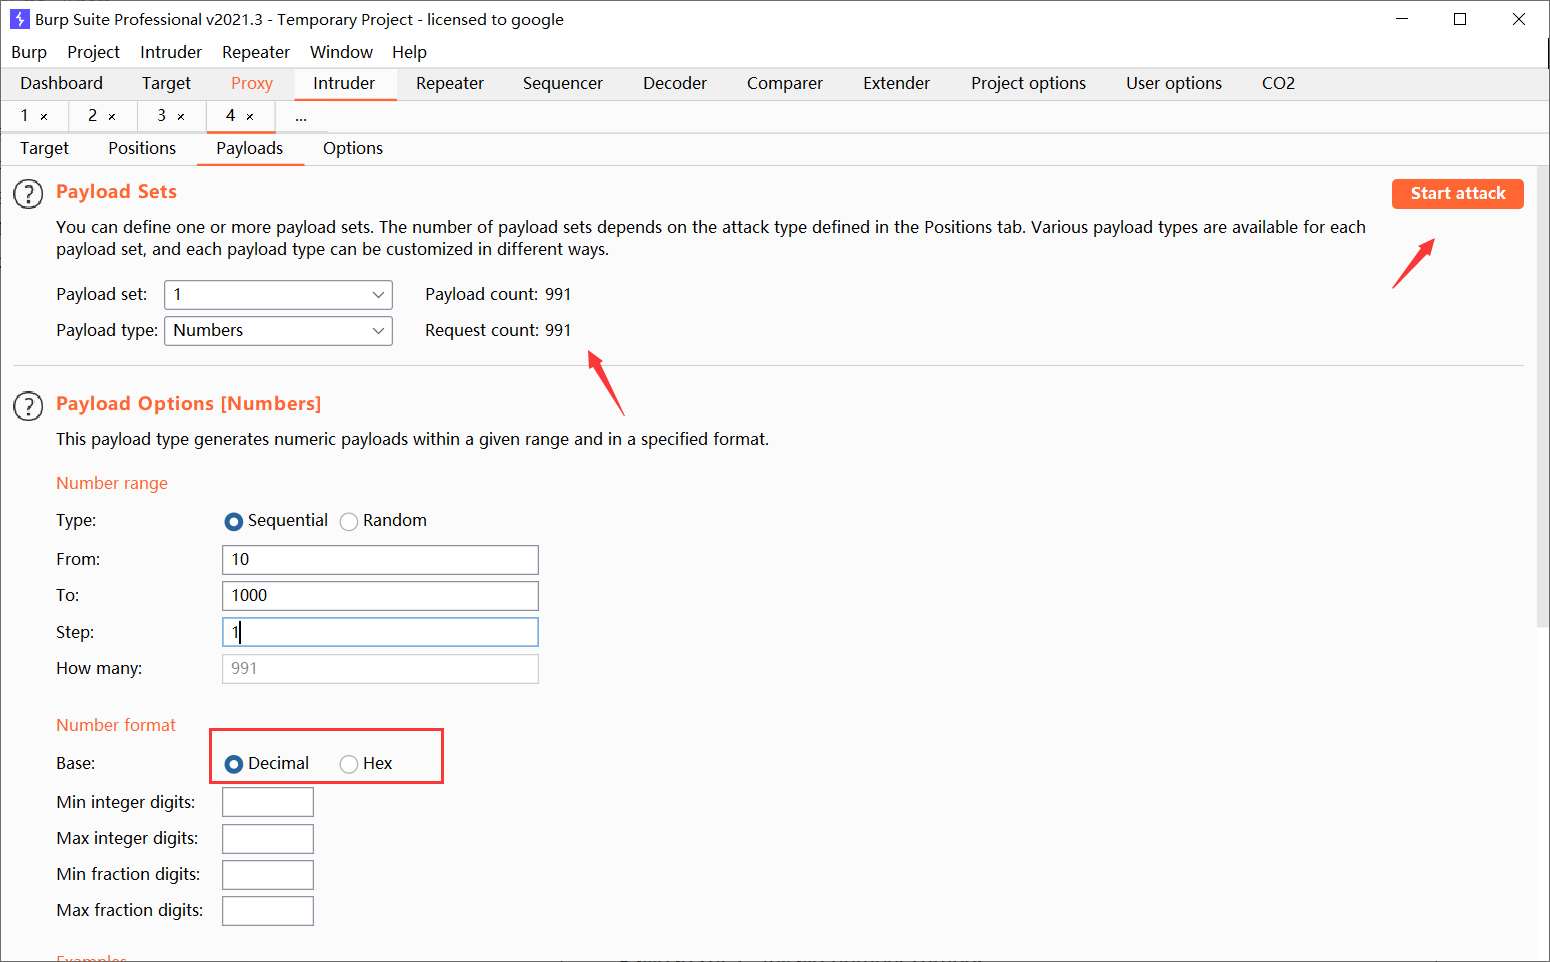 Burp Suite Professional v2021.3 - Temporary Project - licensed to google
Burp Project Intruder Repeater Window Help
Dashboard Target Proxy Intruder Repeater Sequencer Decoder Comparer Extender Project options User options CO2
1 × 2 × 3 × 4 × ...
Target Positions Payloads Options
? Payload Sets
Start attack
You can define one or more payload sets. The number of payload sets depends on the attack type defined in the Positions tab. Various payload types are available for each
payload set, and each payload type can be customized in different ways.
Payload set: 1 Payload count: 991
Payload type: Numbers Request count: 991
? Payload Options [Numbers]
This payload type generates numeric payloads within a given range and in a specified format.
Number range
Type: Sequential Random
From: 10
To: 1000
Step: 1
How many: 991
Number format
Base: Decimal Hex
Min integer digits:
Max integer digits:
Min fraction digits:
Max fraction digits:
Examples